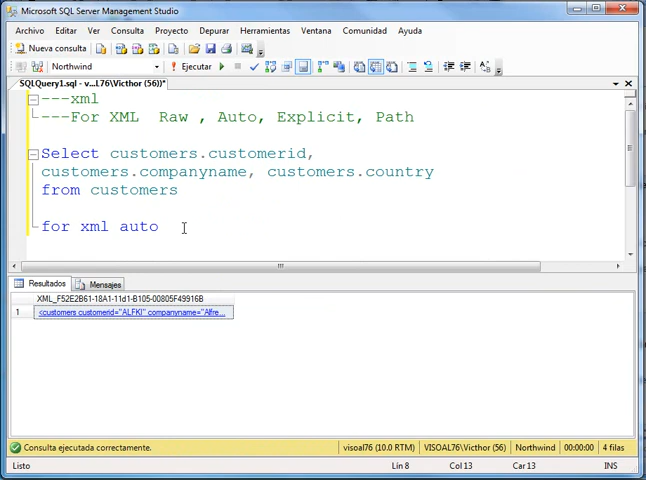 Microsoft SQL Server Management Studio
Archivo Editar Ver Consulta Proyecto Depurar Herramientas Ventana Comunidad Ayuda
Nueva consulta
Northwind Ejecutar
SQLQuery1.sql - v...L76\Victhor (56))*
---xml
---For XML Raw , Auto, Explicit, Path
Select customers.customerid,
customers.companyname, customers.country
from customers
for xml auto
Resultados Mensajes
XML_F52E2B61-18A1-11d1-B105-00805F49916B
1 <customers customerid="ALFKI" companyname="Alfre...
Consulta ejecutada correctamente. visoal76 (10.0 RTM) VISOAL76\Victhor (56) Northwind 00:00:00 4 filas
Listo Lín 8 Col 13 Car 13 INS